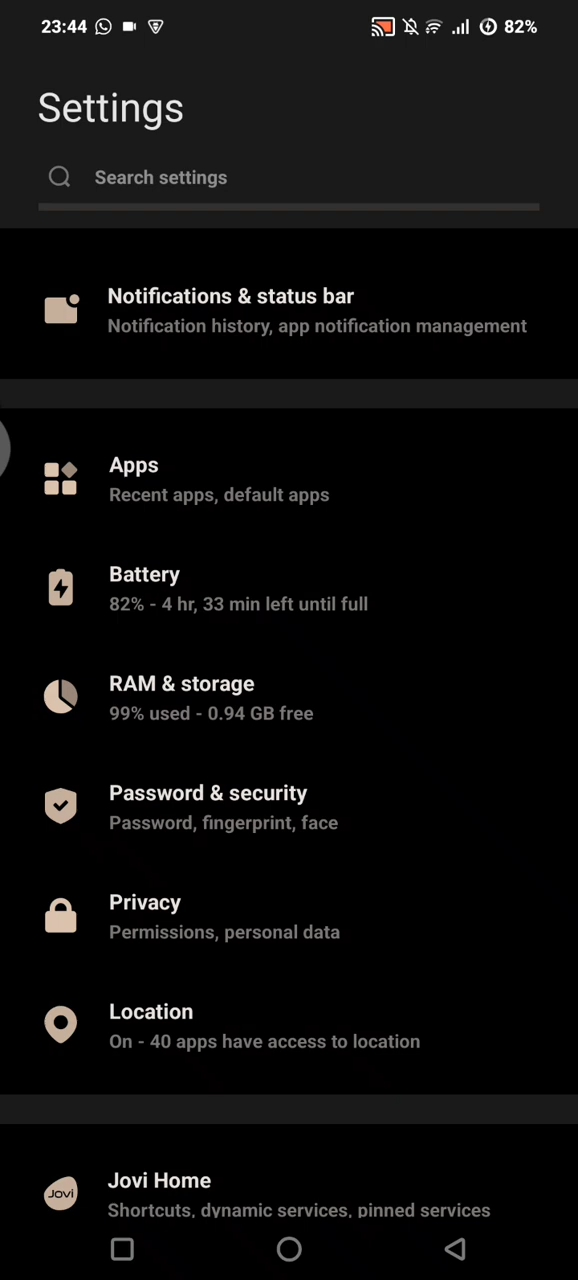 23:44
82%
Settings
Search settings
Notifications & status bar
Notification history, app notification management
Apps
Recent apps, default apps
Battery
82% - 4 hr, 33 min left until full
RAM & storage
99% used - 0.94 GB free
Password & security
Password, fingerprint, face
Privacy
Permissions, personal data
Location
On - 40 apps have access to location
Jovi
Jovi Home
Shortcuts, dynamic services, pinned services